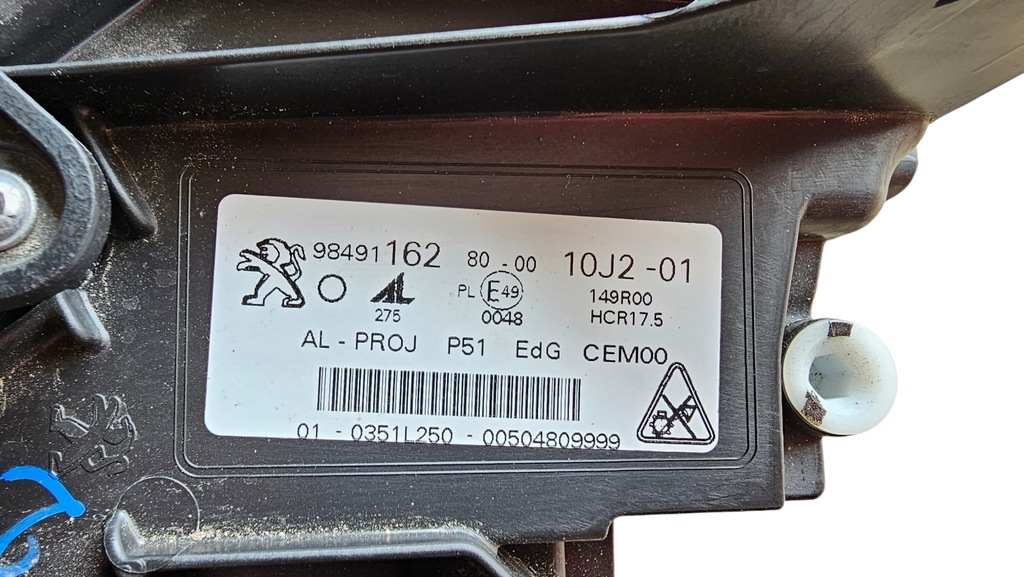 98491162 80 - 00 10J2 - 01
AL 275 PL E49 0048 149R00
HCR17.5
AL - PROJ P51 EdG CEM00
01 - 0351L250 - 00504809999